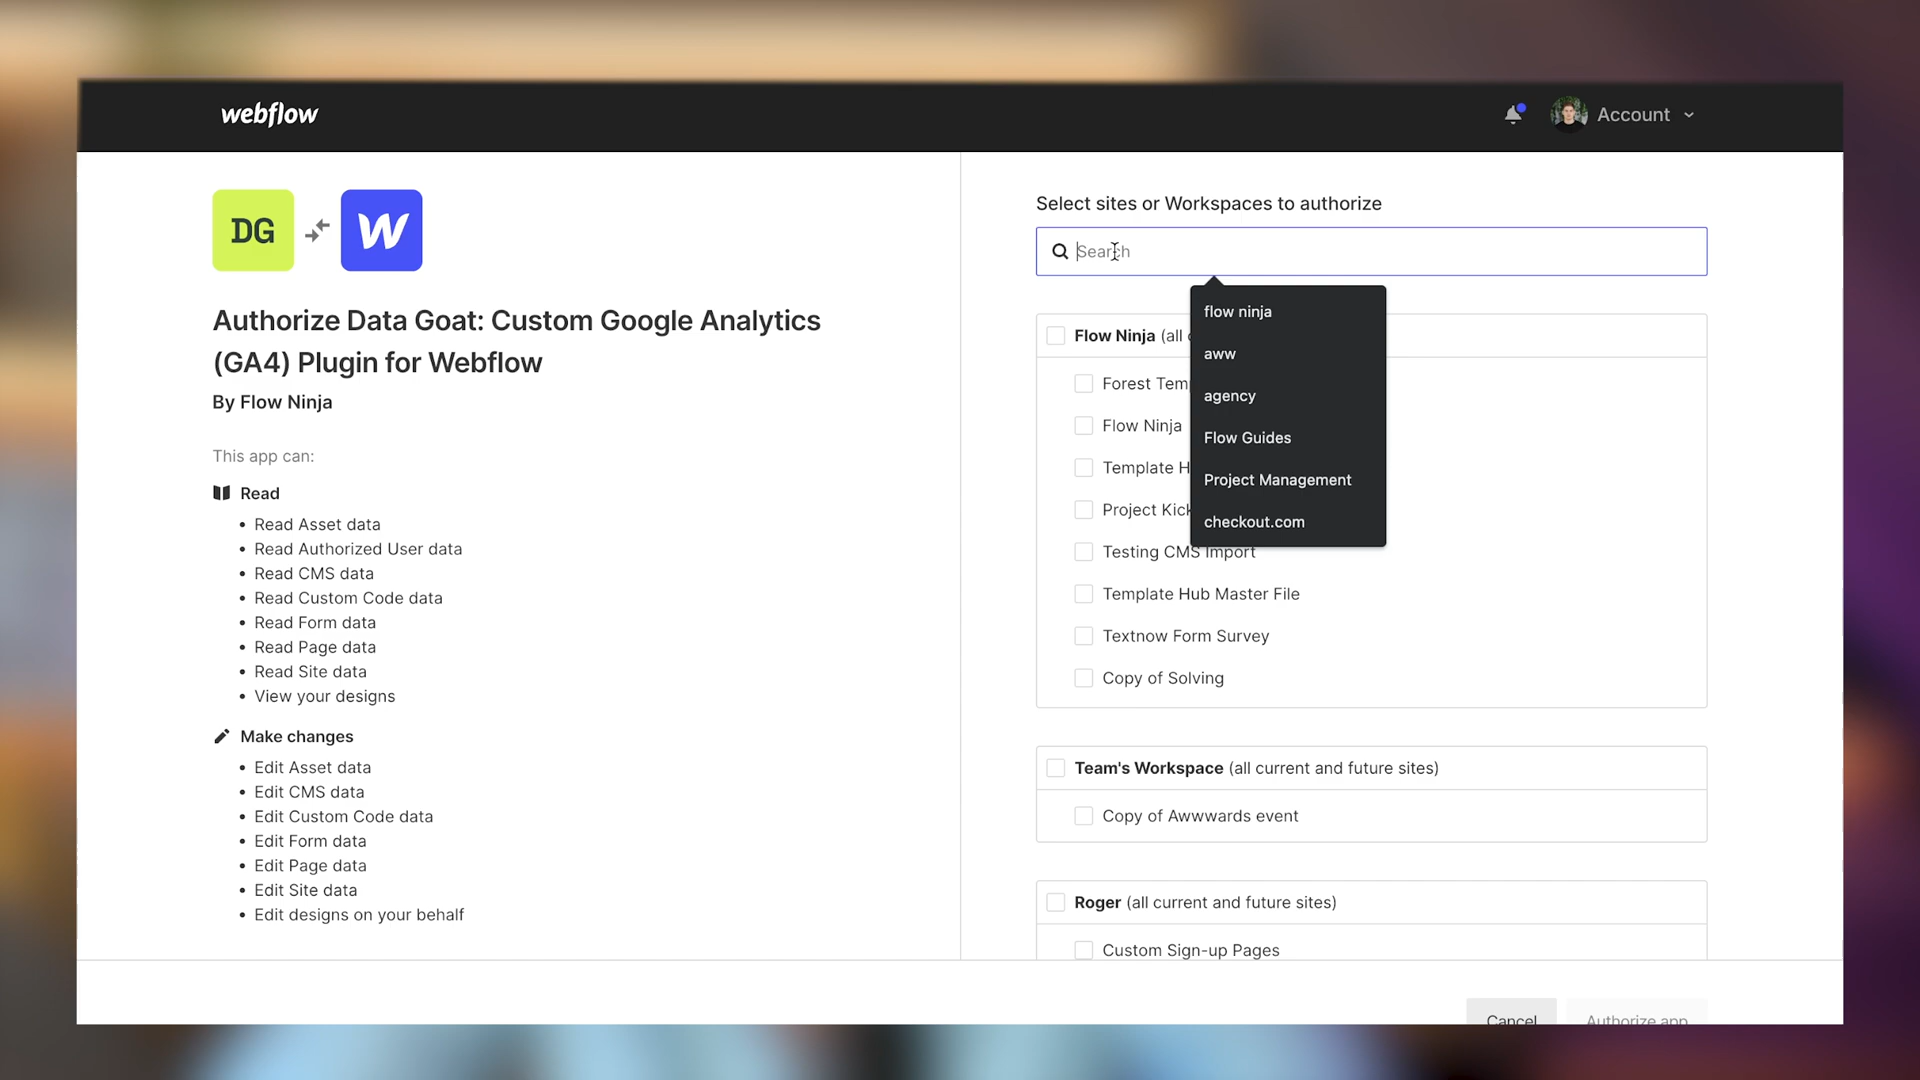 webflow
Account
DG
W
Authorize Data Goat: Custom Google Analytics
(GA4) Plugin for Webflow
By Flow Ninja
This app can:
Read
• Read Asset data
• Read Authorized User data
• Read CMS data
• Read Custom Code data
• Read Form data
• Read Page data
• Read Site data
• View your designs
Make changes
• Edit Asset data
• Edit CMS data
• Edit Custom Code data
• Edit Form data
• Edit Page data
• Edit Site data
• Edit designs on your behalf
Select sites or Workspaces to authorize
Search
flow ninja
aww
agency
Flow Guides
Project Management
checkout.com
Flow Ninja (all
Forest Tem
Flow Ninja
Template H
Project Kick
Testing CMS Import
Template Hub Master File
Textnow Form Survey
Copy of Solving
Team's Workspace (all current and future sites)
Copy of Awwwards event
Roger (all current and future sites)
Custom Sign-up Pages
Cancel
Authorize app